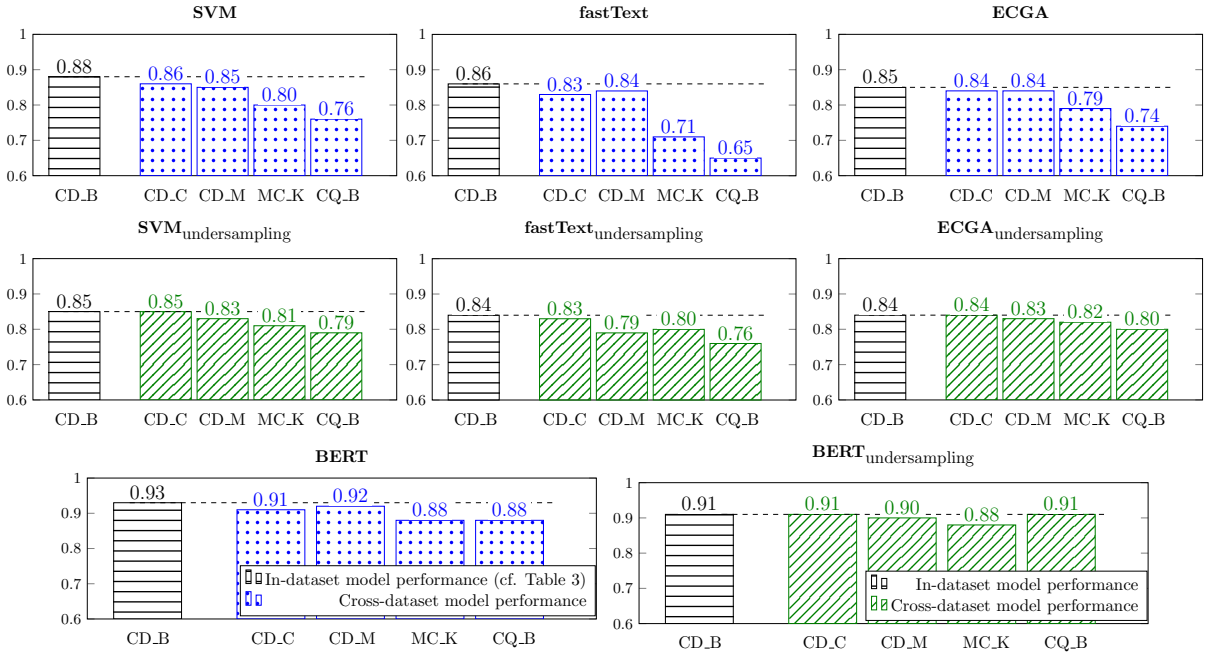 SVM
fastText
ECGA
1
0.9
0.8
0.7
0.6
0.88
0.86
0.85
0.80
0.76
CD_B
CD_C
CD_M
MC_K
CQ_B
1
0.9
0.8
0.7
0.6
0.86
0.83
0.84
0.71
0.65
CD_B
CD_C
CD_M
MC_K
CQ_B
1
0.9
0.8
0.7
0.6
0.85
0.84
0.84
0.79
0.74
CD_B
CD_C
CD_M
MC_K
CQ_B
SVM undersampling
fastText undersampling
ECGA undersampling
1
0.9
0.8
0.7
0.6
0.85
0.85
0.83
0.81
0.79
CD_B
CD_C
CD_M
MC_K
CQ_B
1
0.9
0.8
0.7
0.6
0.84
0.83
0.79
0.80
0.76
CD_B
CD_C
CD_M
MC_K
CQ_B
1
0.9
0.8
0.7
0.6
0.84
0.84
0.83
0.82
0.80
CD_B
CD_C
CD_M
MC_K
CQ_B
BERT
BERT undersampling
1
0.9
0.8
0.7
0.6
0.93
0.91
0.92
0.88
0.88
In-dataset model performance (cf. Table 3)
Cross-dataset model performance
CD_B
CD_C
CD_M
MC_K
CQ_B
1
0.9
0.8
0.7
0.6
0.91
0.91
0.90
0.88
0.91
In-dataset model performance
Cross-dataset model performance
CD_B
CD_C
CD_M
MC_K
CQ_B